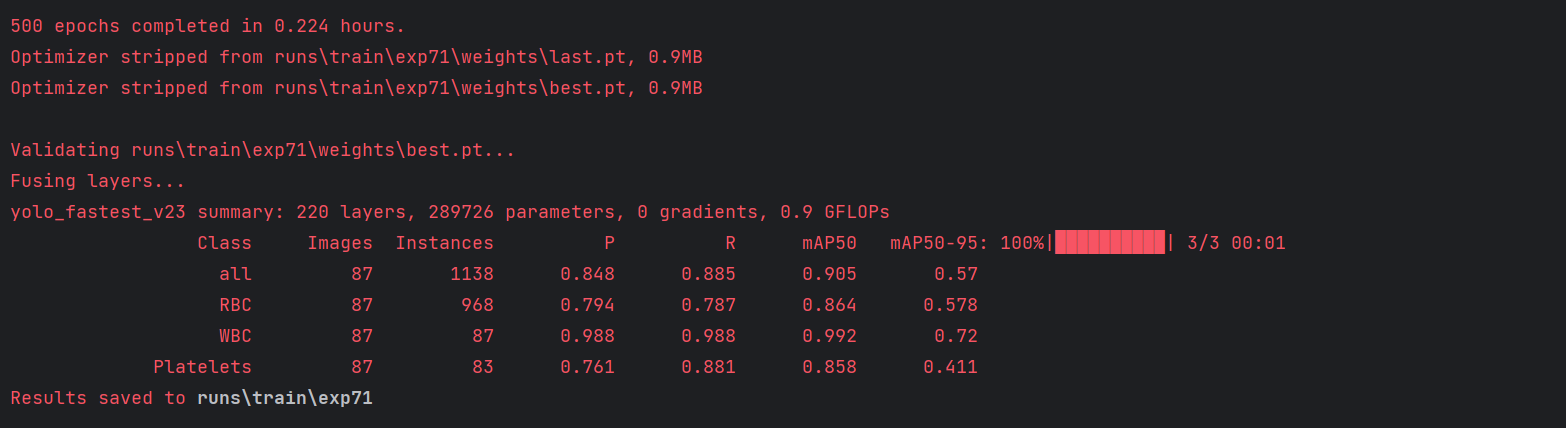 500 epochs completed in 0.224 hours.
Optimizer stripped from runs\train\exp71\weights\last.pt, 0.9MB
Optimizer stripped from runs\train\exp71\weights\best.pt, 0.9MB
Validating runs\train\exp71\weights\best.pt...
Fusing layers...
yolo_fastest_v23 summary: 220 layers, 289726 parameters, 0 gradients, 0.9 GFLOPs
Class Images Instances P R mAP50 mAP50-95: 100%|██████████| 3/3 00:01
all 87 1138 0.848 0.885 0.905 0.57
RBC 87 968 0.794 0.787 0.864 0.578
WBC 87 87 0.988 0.988 0.992 0.72
Platelets 87 83 0.761 0.881 0.858 0.411
Results saved to runs\train\exp71